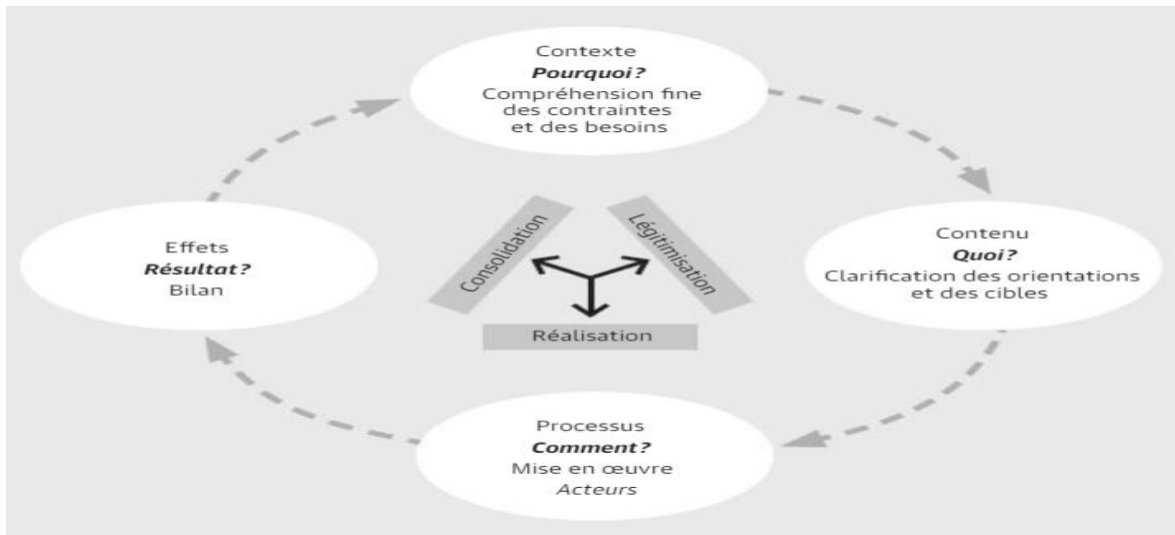 Contexte
Pourquoi?
Compréhension fine
des contraintes
et des besoins
Effets
Résultat?
Bilan
Consolidation
Légitimisation
Réalisation
Contenu
Quoi?
Clarification des orientations
et des cibles
Processus
Comment?
Mise en œuvre
Acteurs